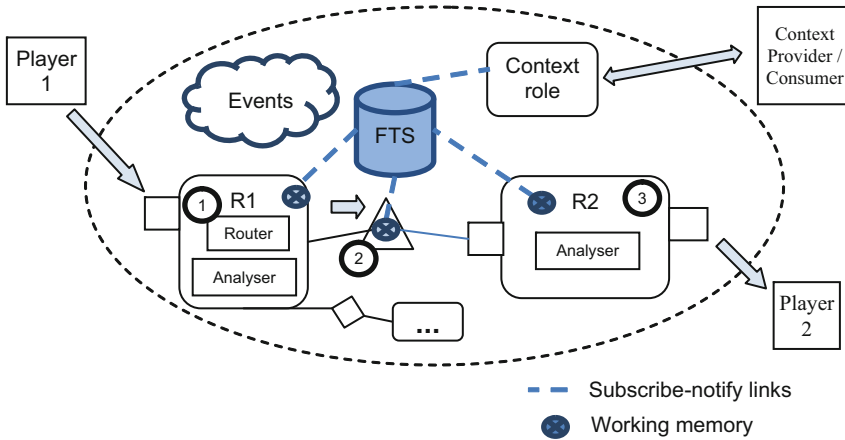 Player
1
Events
FTS
Context
role
Context
Provider /
Consumer
1
R1
Router
Analyser
2
R2
3
Analyser
...
Player
2
Subscribe-notify links
Working memory